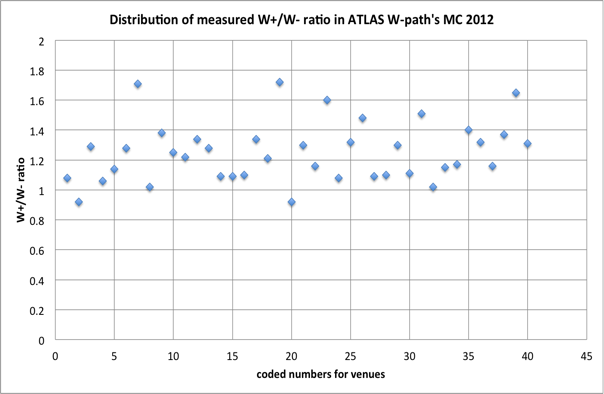 Distribution of measured W+/W- ratio in ATLAS W-path's MC 2012
2
1.8
1.6
1.4
1.2
1
0.8
0.6
0.4
0.2
0
W+/W- ratio
0 5 10 15 20 25 30 35 40 45
coded numbers for venues